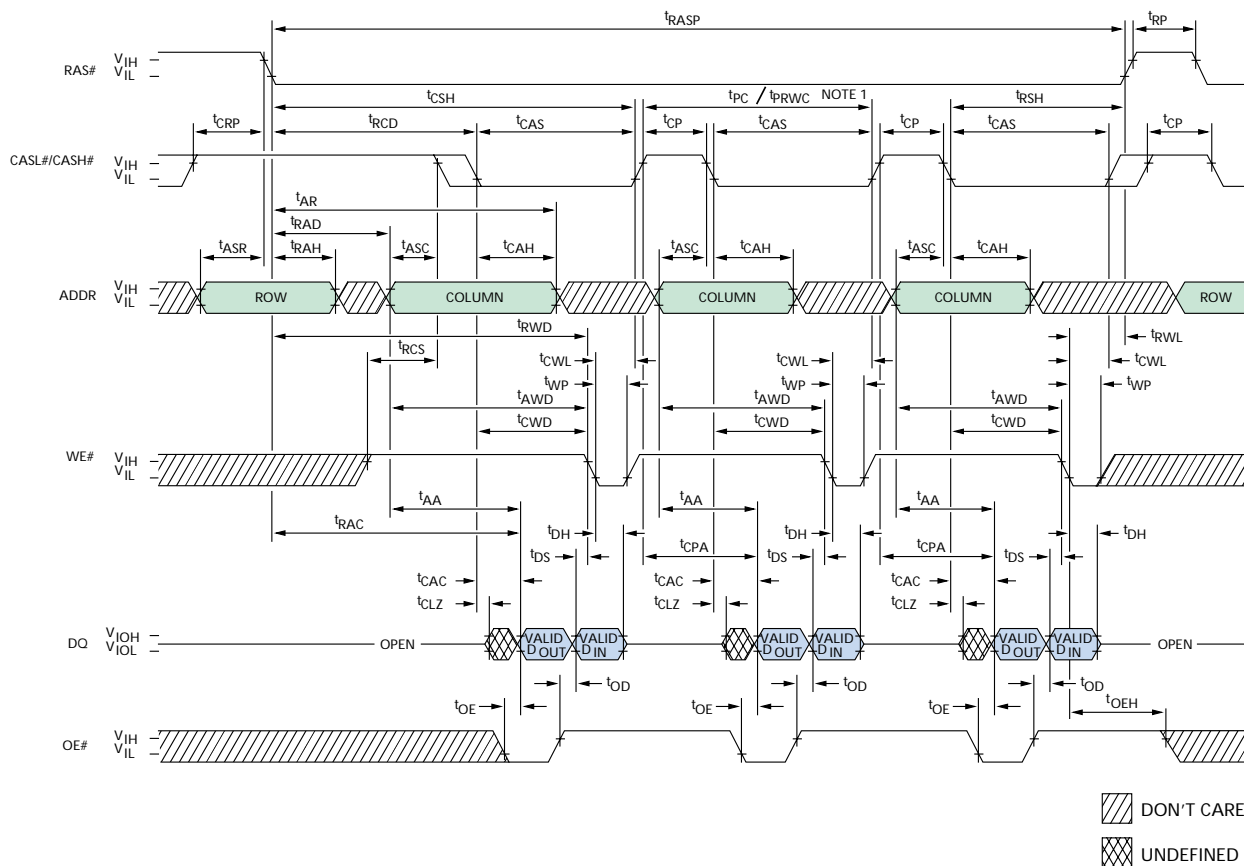 tRASP
tRP
RAS#
VIH
VIL
tCSH
tPC / tPRWC NOTE 1
tRSH
tCRP
tRCD
tCAS
tCP
tCAS
tCP
tCAS
tCP
CASL#/CASH#
VIH
VIL
tAR
tRAD
tASR
tRAH
tASC
tCAH
tASC
tCAH
tASC
tCAH
ADDR
VIH
VIL
ROW
COLUMN
COLUMN
COLUMN
ROW
tRWD
tRWL
tRCS
tCWL
tCWL
tCWL
tWP
tWP
tWP
tAWD
tAWD
tAWD
tCWD
tCWD
tCWD
WE#
VIH
VIL
tAA
tAA
tAA
tRAC
tDH
tDH
tDH
tCPA
tCPA
tDS
tDS
tDS
tCAC
tCAC
tCAC
tCLZ
tCLZ
tCLZ
DQ
VIOH
VIOL
OPEN
VALID DOUT
VALID DIN
VALID DOUT
VALID DIN
VALID DOUT
VALID DIN
OPEN
tOD
tOD
tOD
tOE
tOE
tOE
tOEH
OE#
VIH
VIL
DON'T CARE
UNDEFINED